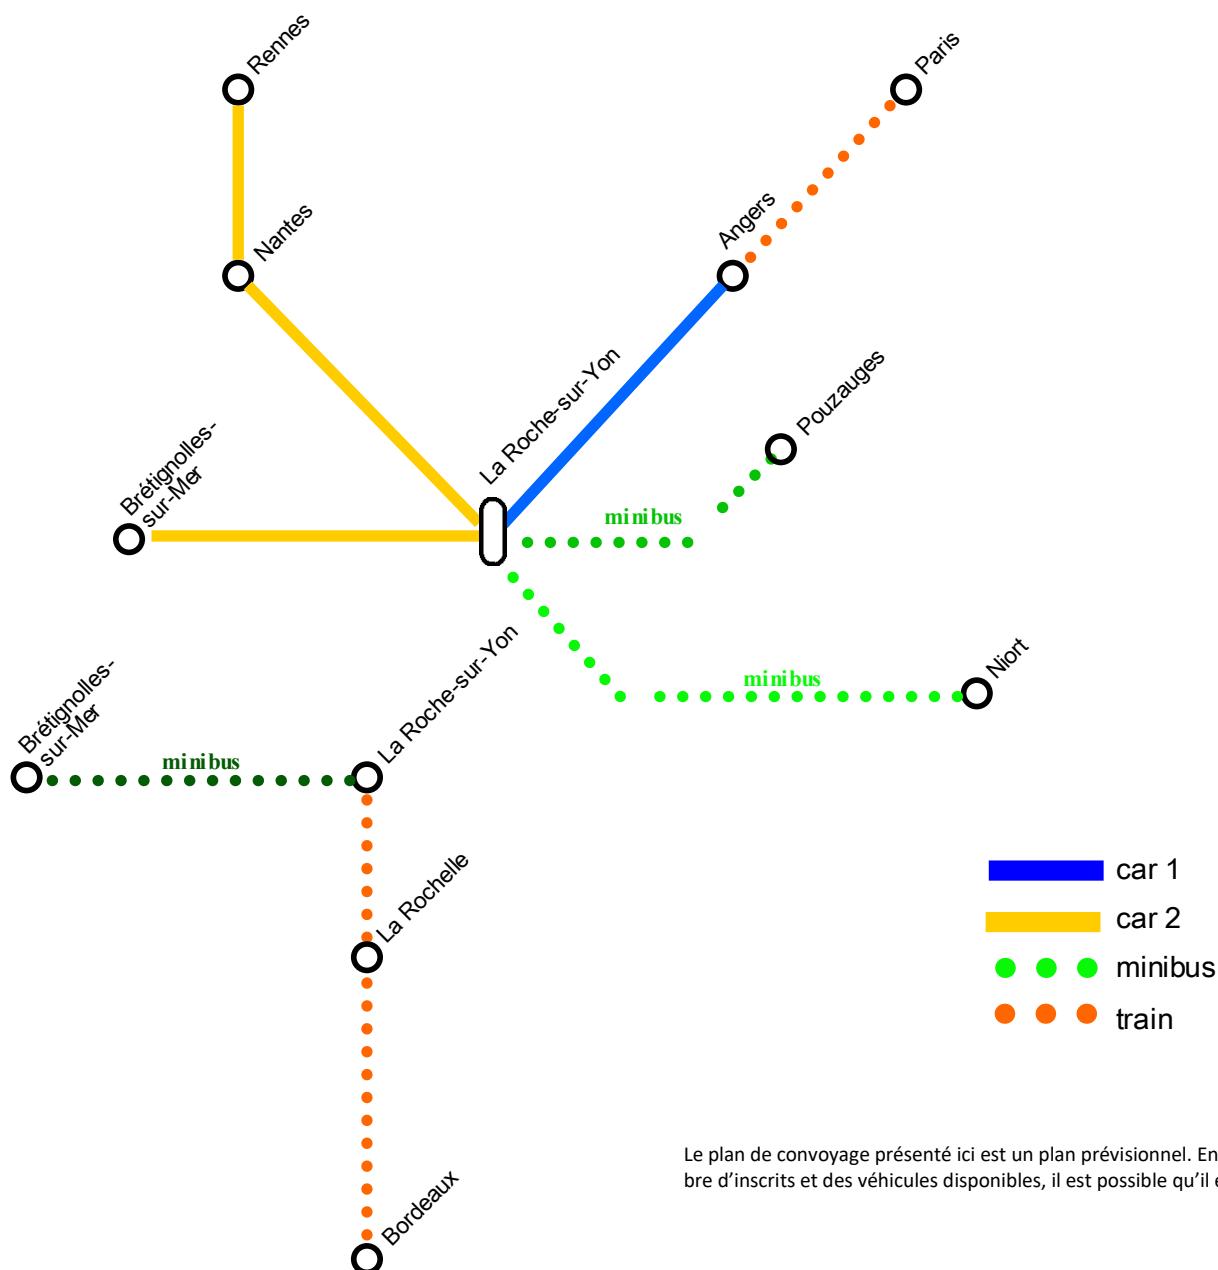 Rennes
Paris
Nantes
Angers
La Roche-sur-Yon
Pouzauges
Brétignolles-
sur-Mer
minibus
Niort
minibus
La Roche-sur-Yon
Brétignolles-
sur-Mer
minibus
La Rochelle
car 1
car 2
minibus
train
Bordeaux
Le plan de convoyage présenté ici est un plan prévisionnel. En
bre d’inscrits et des véhicules disponibles, il est possible qu’il